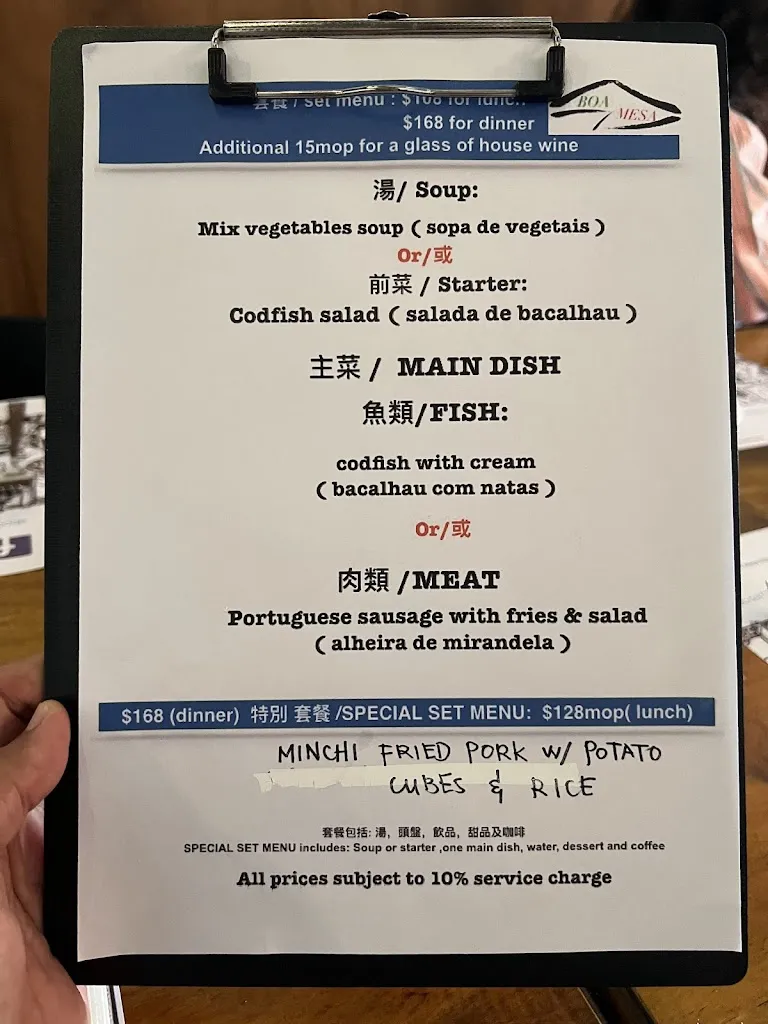 套餐 / set menu : $108 for lunch
$168 for dinner
Additional 15mop for a glass of house wine
BOA
MESA
湯/ Soup:
Mix vegetables soup ( sopa de vegetais )
Or/或
前菜 / Starter:
Codfish salad ( salada de bacalhau )
主菜 / MAIN DISH
魚類/FISH:
codfish with cream
( bacalhau com natas )
Or/或
肉類 /MEAT
Portuguese sausage with fries & salad
( alheira de mirandela )
$168 (dinner) 特別 套餐 /SPECIAL SET MENU: $128mop( lunch)
MINCHI FRIED PORK W/ POTATO
CUBES & RICE
套餐包括: 湯, 頭盤, 飲品, 甜品及咖啡
SPECIAL SET MENU includes: Soup or starter ,one main dish, water, dessert and coffee
All prices subject to 10% service charge